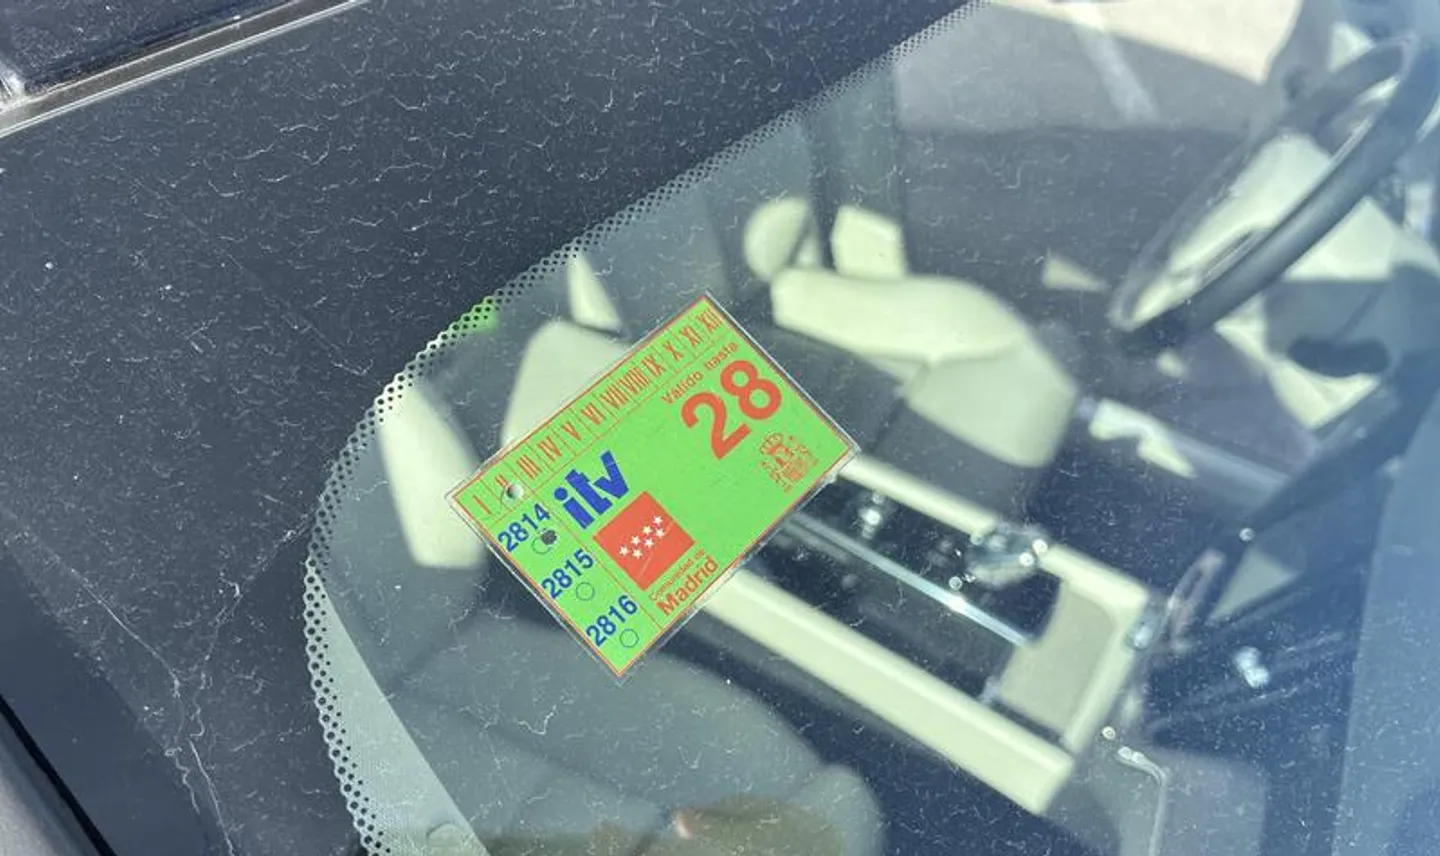 I II III IV V VI VII VIII IX X XI XII
Válido hasta
28
itv
2814
2815
2816
Comunidad de
Madrid